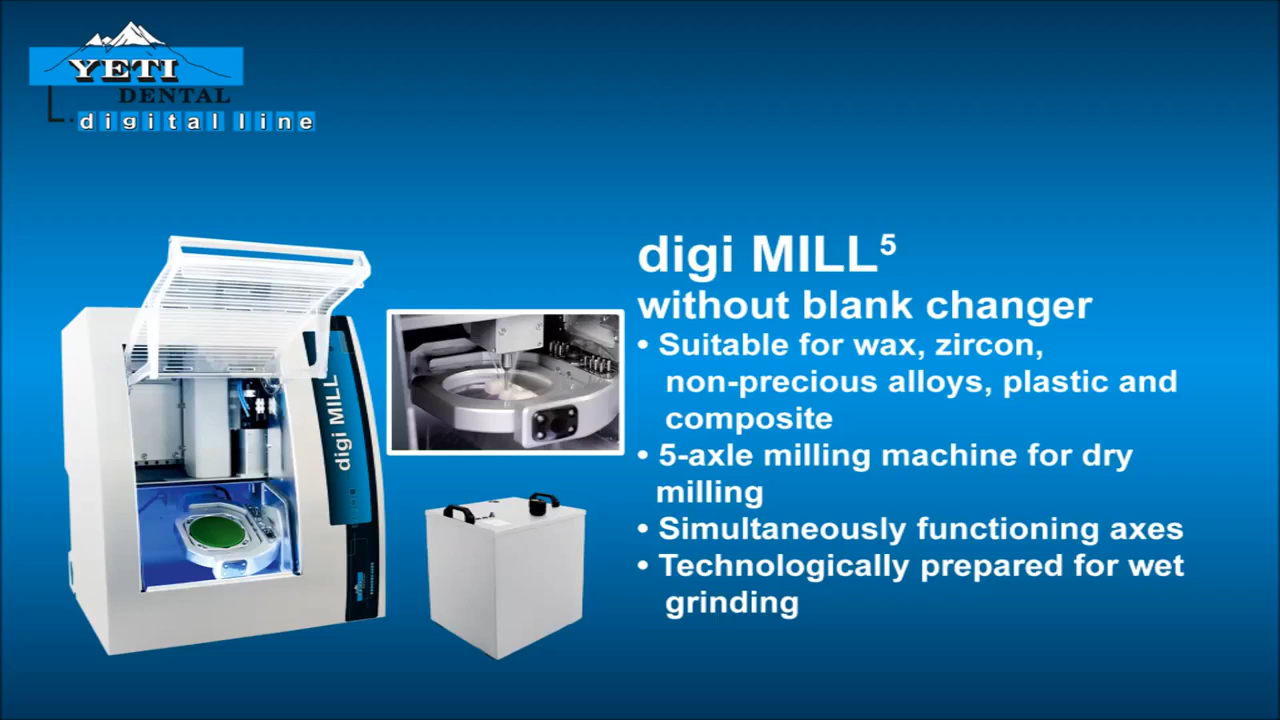 YETI
DENTAL
digital line
digi MILL⁵
without blank changer
• Suitable for wax, zircon,
non-precious alloys, plastic and
composite
• 5-axle milling machine for dry
milling
• Simultaneously functioning axes
• Technologically prepared for wet
grinding
digi MILL